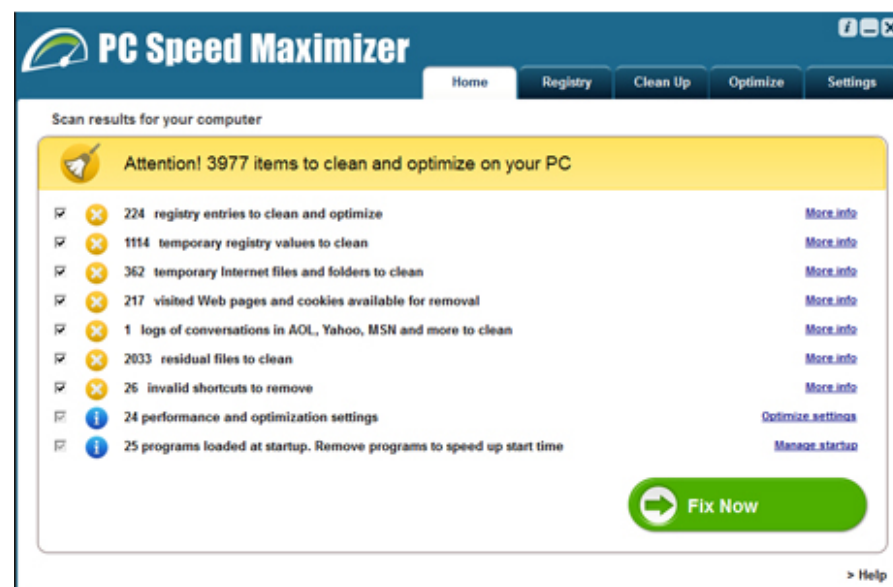 PC Speed Maximizer
Home Registry Clean Up Optimize Settings
Scan results for your computer
Attention! 3977 items to clean and optimize on your PC
224 registry entries to clean and optimize More info
1114 temporary registry values to clean More info
362 temporary Internet files and folders to clean More info
217 visited Web pages and cookies available for removal More info
1 logs of conversations in AOL, Yahoo, MSN and more to clean More info
2033 residual files to clean More info
26 invalid shortcuts to remove More info
24 performance and optimization settings Optimize settings
25 programs loaded at startup. Remove programs to speed up start time Manage startup
Fix Now
> Help